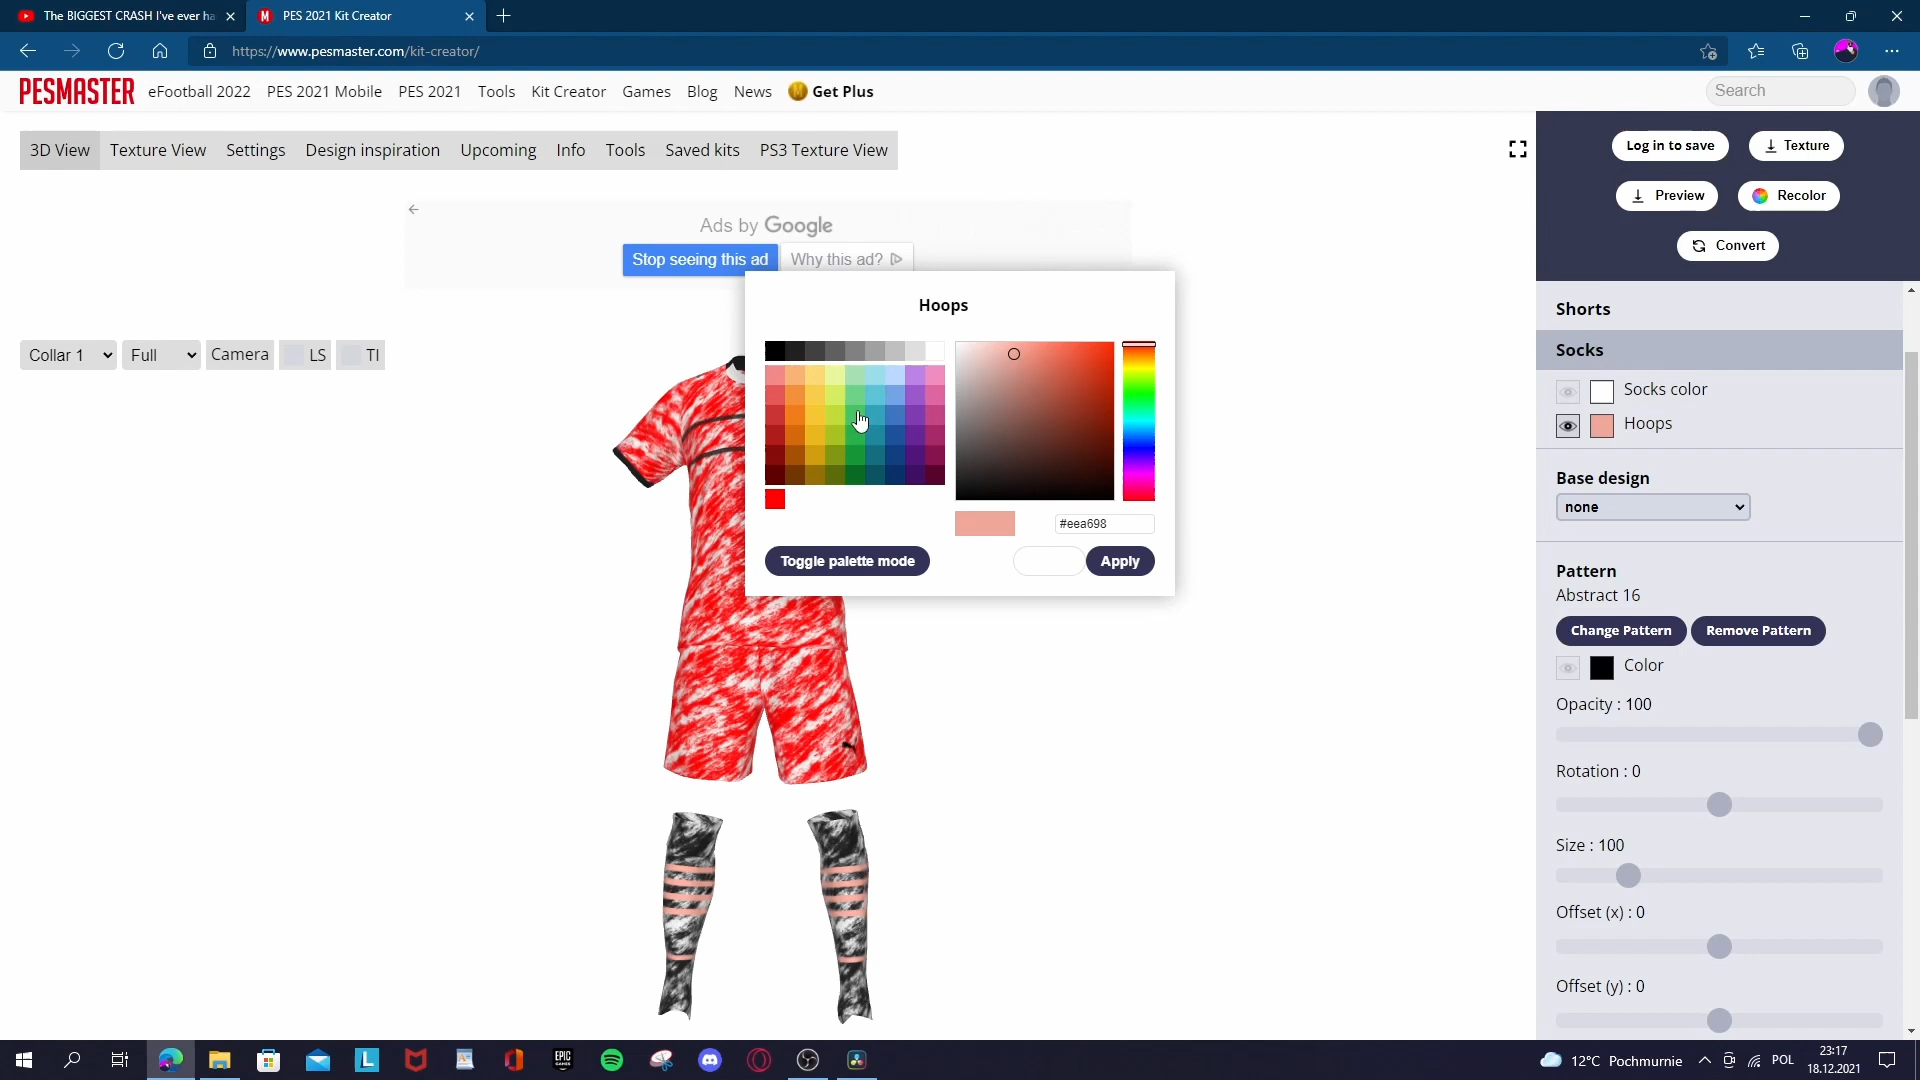 The BIGGEST CRASH I've ever ha
PES 2021 Kit Creator
https://www.pesmaster.com/kit-creator/
PESMASTER
eFootball 2022
PES 2021 Mobile
PES 2021
Tools
Kit Creator
Games
Blog
News
Get Plus
Search
3D View
Texture View
Settings
Design inspiration
Upcoming
Info
Tools
Saved kits
PS3 Texture View
Log in to save
Texture
Preview
Recolor
Convert
Ads by Google
Stop seeing this ad
Why this ad?
Hoops
#eea698
Toggle palette mode
Apply
Collar 1
Full
Camera
LS
TI
Shorts
Socks
Socks color
Hoops
Base design
none
Pattern
Abstract 16
Change Pattern
Remove Pattern
Color
Opacity : 100
Rotation : 0
Size : 100
Offset (x) : 0
Offset (y) : 0
L
EPIC GAMES
12°C Pochmurnie
POL
23:17
18.12.2021